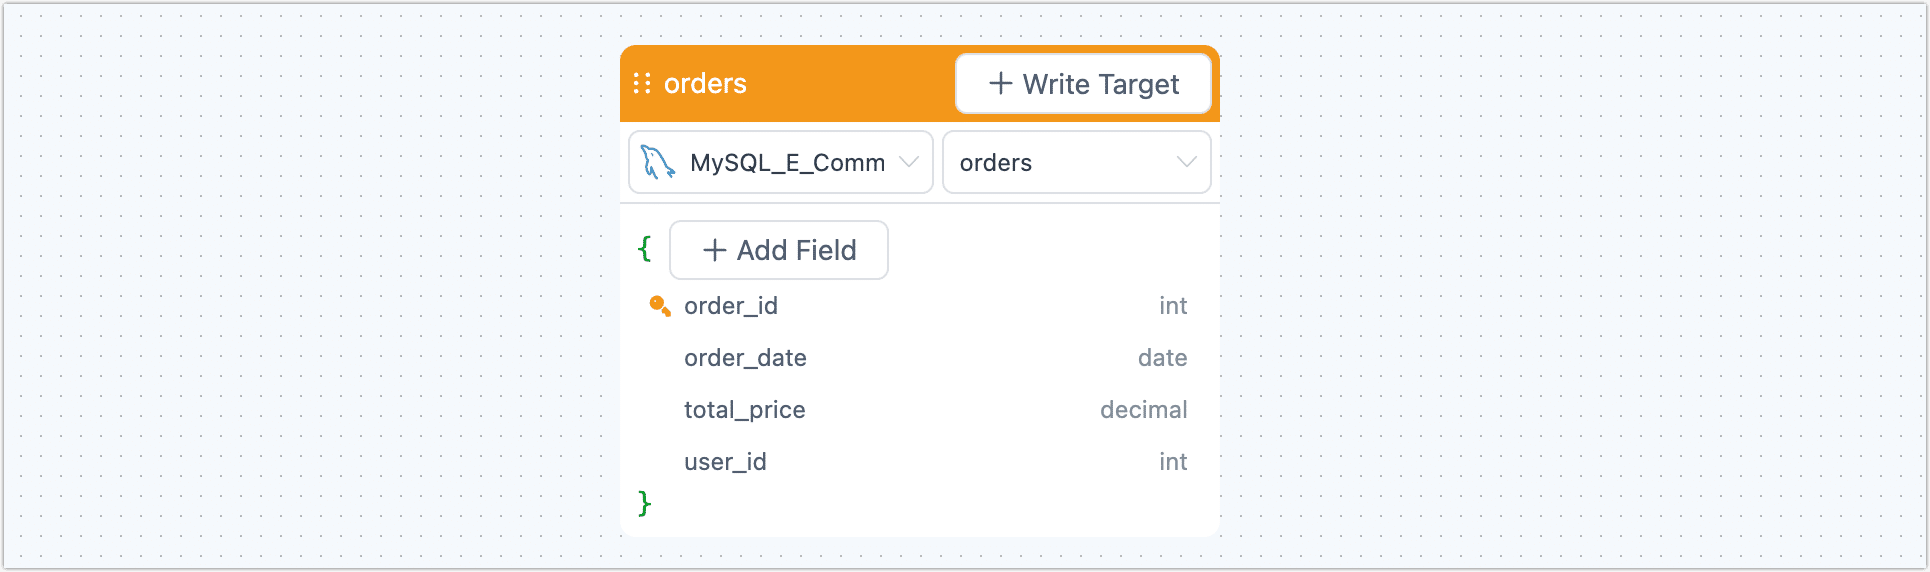 orders
+ Write Target
MySQL_E_Comm
orders
{
+ Add Field
order_id int
order_date date
total_price decimal
user_id int
}